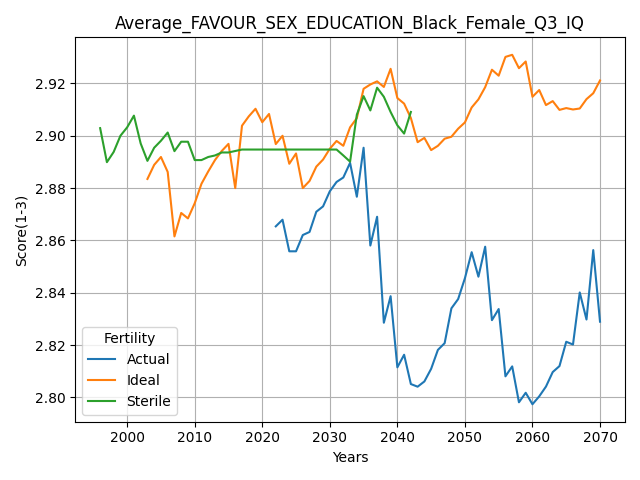 Average_FAVOUR_SEX_EDUCATION_Black_Female_Q3_IQ
Score(1-3)
2.92
2.90
2.88
2.86
2.84
2.82
2.80
Fertility
Actual
Ideal
Sterile
2000 2010 2020 2030 2040 2050 2060 2070
Years